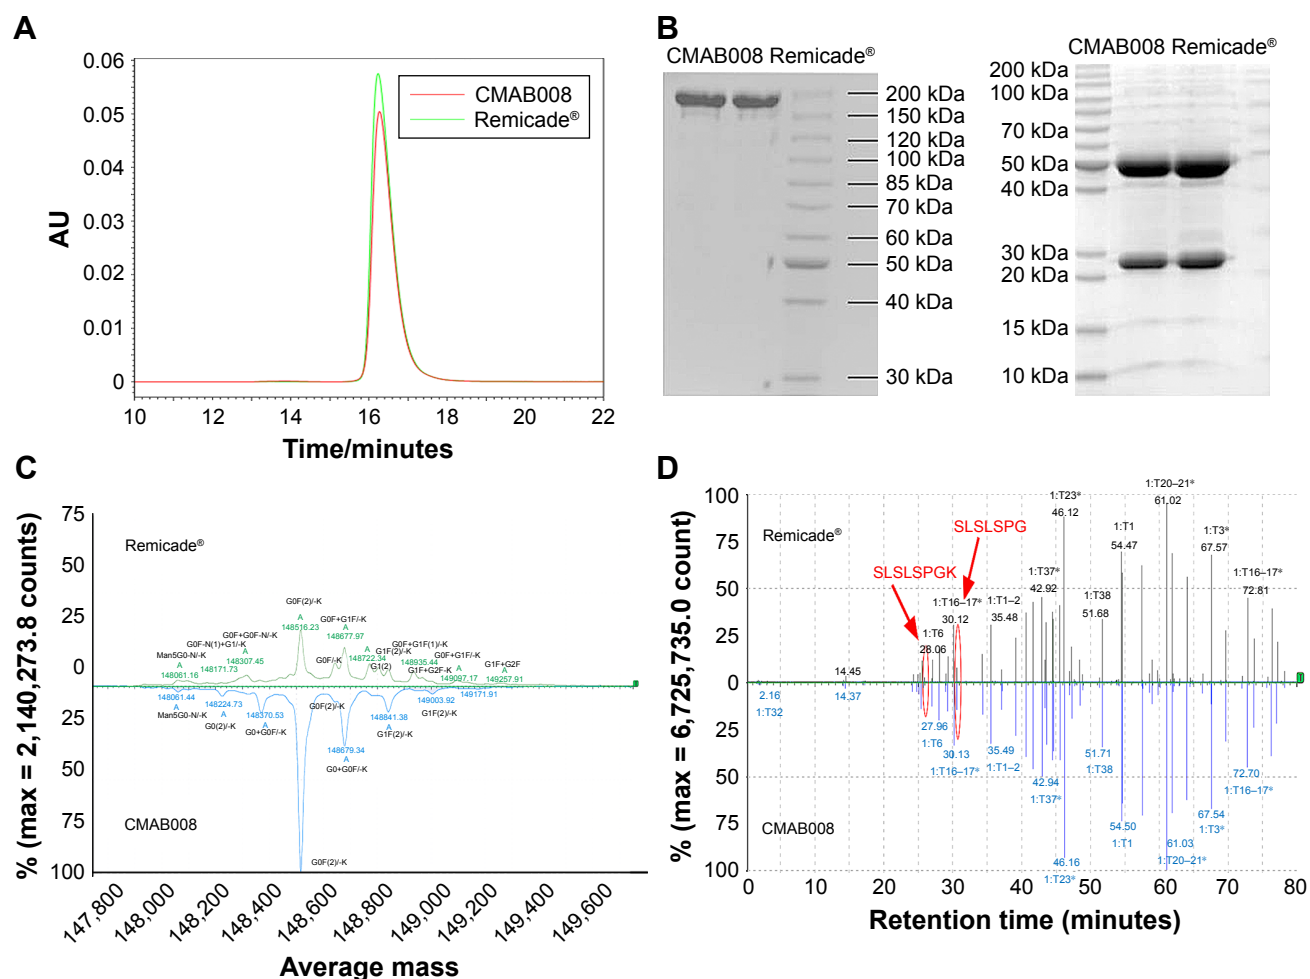 A
0.06
0.05
0.04
0.03
0.02
0.01
0
AU
CMAB008
Remicade®
10
12
14
16
18
20
22
Time/minutes
B
CMAB008 Remicade®
200 kDa
150 kDa
120 kDa
100 kDa
85 kDa
70 kDa
60 kDa
50 kDa
40 kDa
30 kDa
CMAB008 Remicade®
200 kDa
100 kDa
70 kDa
50 kDa
40 kDa
30 kDa
20 kDa
15 kDa
10 kDa
C
% (max = 2,140,273.8 counts)
75
50
25
0
25
50
75
100
Remicade®
G0F(2)/-K
A
148516.23
G0F+G1F/-K
A
148677.97
G0F+G0F-N/-K
G0F-N(1)+G1/-K
A
148307.45
Man5G0-N/-K
148171.73
A
148061.16
G0F/-K
A
148722.34
G1F(2)/-K
G1(2)
G0F+G1F(1)/-K
A
148935.44
G1F+G2F-K
G0F+G1F/-K
A
149097.17
G1F+G2F
A
149257.91
148061.44
A
Man5G0-N/-K
148224.73
A
G0(2)/-K
148370.53
A
G0+G0F/-K
G0F(2)/-K
148679.34
A
G0+G0F/-K
148841.38
A
G1F(2)/-K
149003.92
G1F(2)/-K
149171.91
G0F(2)/-K
CMAB008
147,800
148,000
148,200
148,400
148,600
148,800
149,000
149,200
149,400
149,600
Average mass
D
% (max = 6,725,735.0 count)
100
75
50
25
0
25
50
75
100
Remicade®
SLSLSPG
SLSLSPGK
1:T23*
46.12
1:T20–21*
61.02
1:T1
54.47
1:T3*
67.57
1:T37*
42.92
1:T16–17*
30.12
1:T1–2
35.48
1:T38
51.68
1:T16–17*
72.81
1:T6
28.06
14.45
2.16
1:T32
14.37
27.96
1:T6
30.13
1:T16–17*
35.49
1:T1–2
42.94
1:T37*
51.71
1:T38
72.70
1:T16–17*
54.50
1:T1
67.54
1:T3*
46.16
1:T23*
61.03
1:T20–21*
CMAB008
0
10
20
30
40
50
60
70
80
Retention time (minutes)